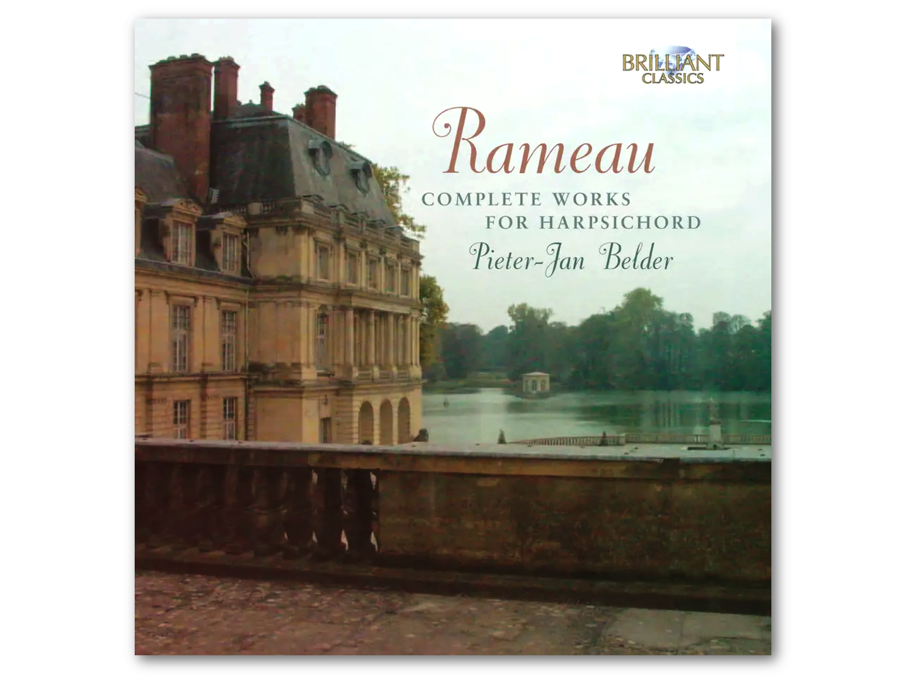 BRILLIANT
CLASSICS
Rameau
COMPLETE WORKS
FOR HARPSICHORD
Pieter-Jan Belder